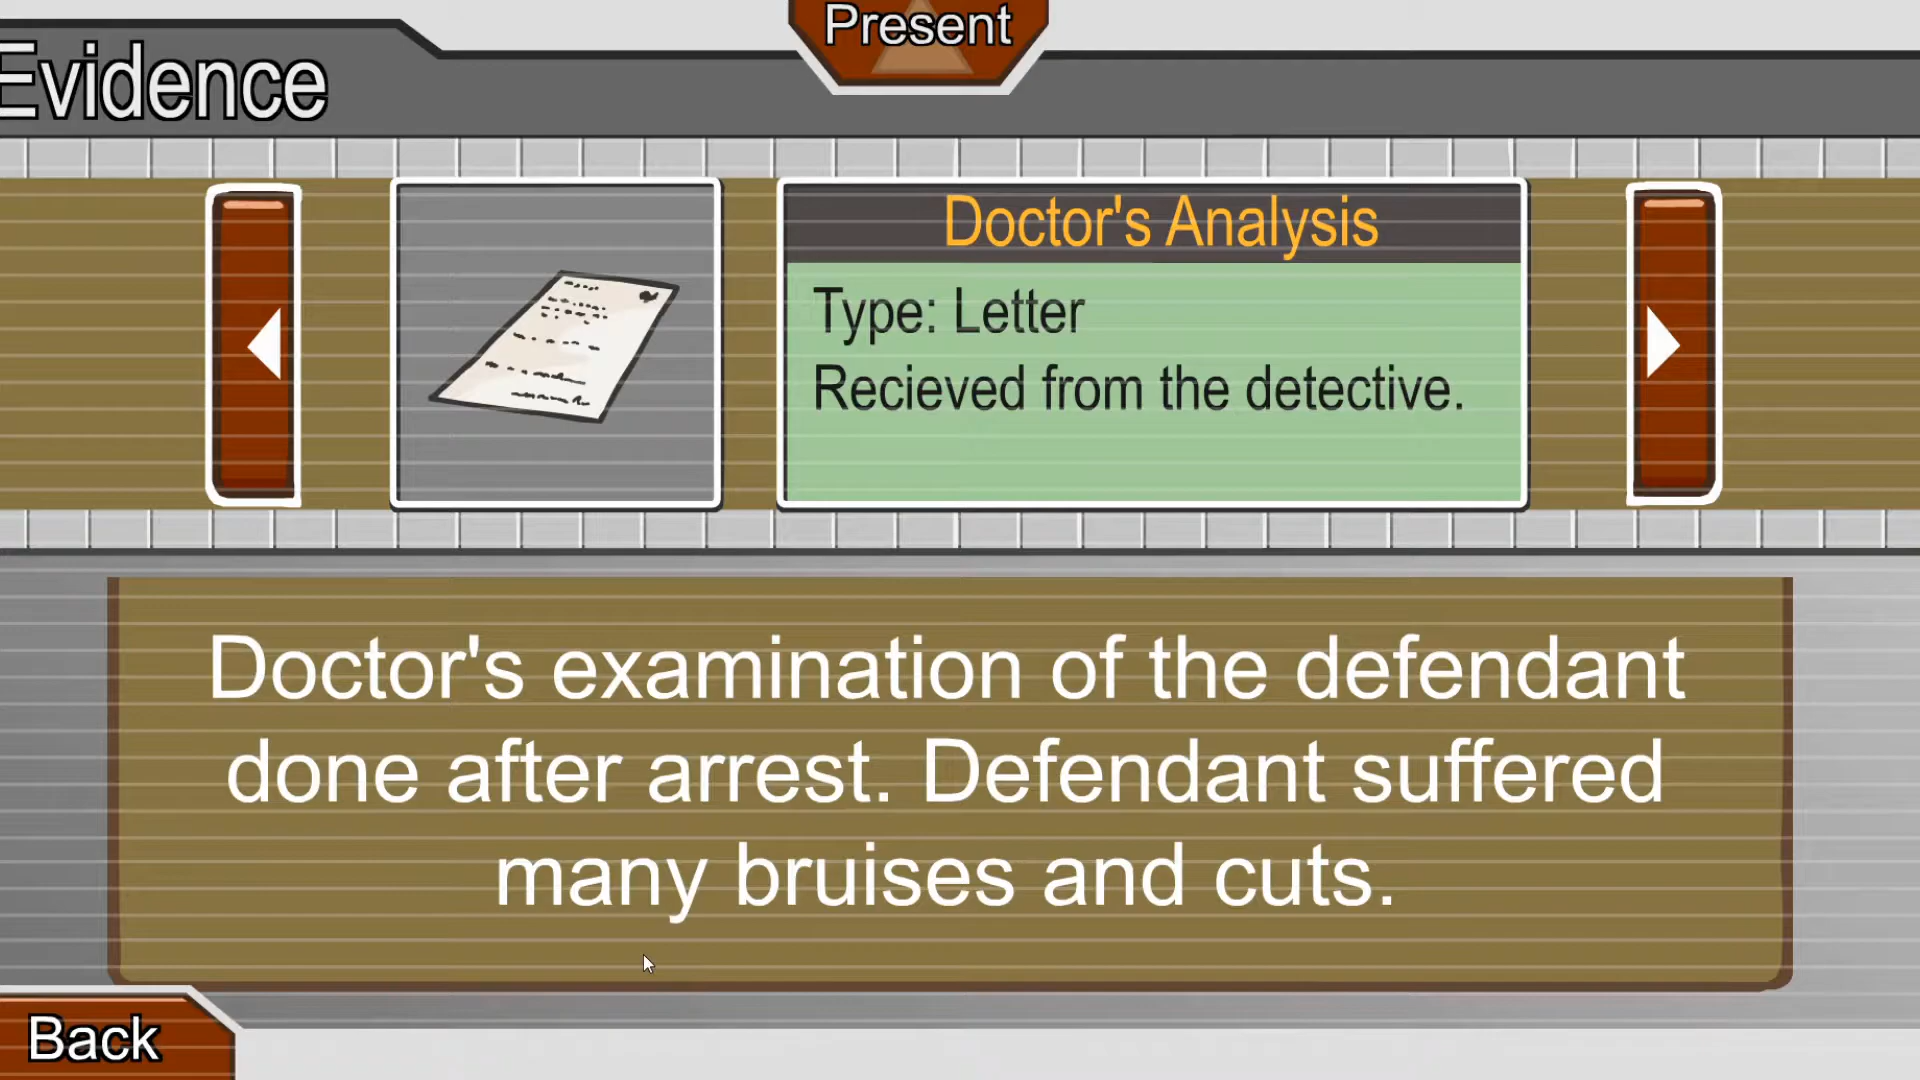 Present
Evidence
Doctor's Analysis
Type: Letter
Recieved from the detective.
Doctor's examination of the defendant
done after arrest. Defendant suffered
many bruises and cuts.
Back